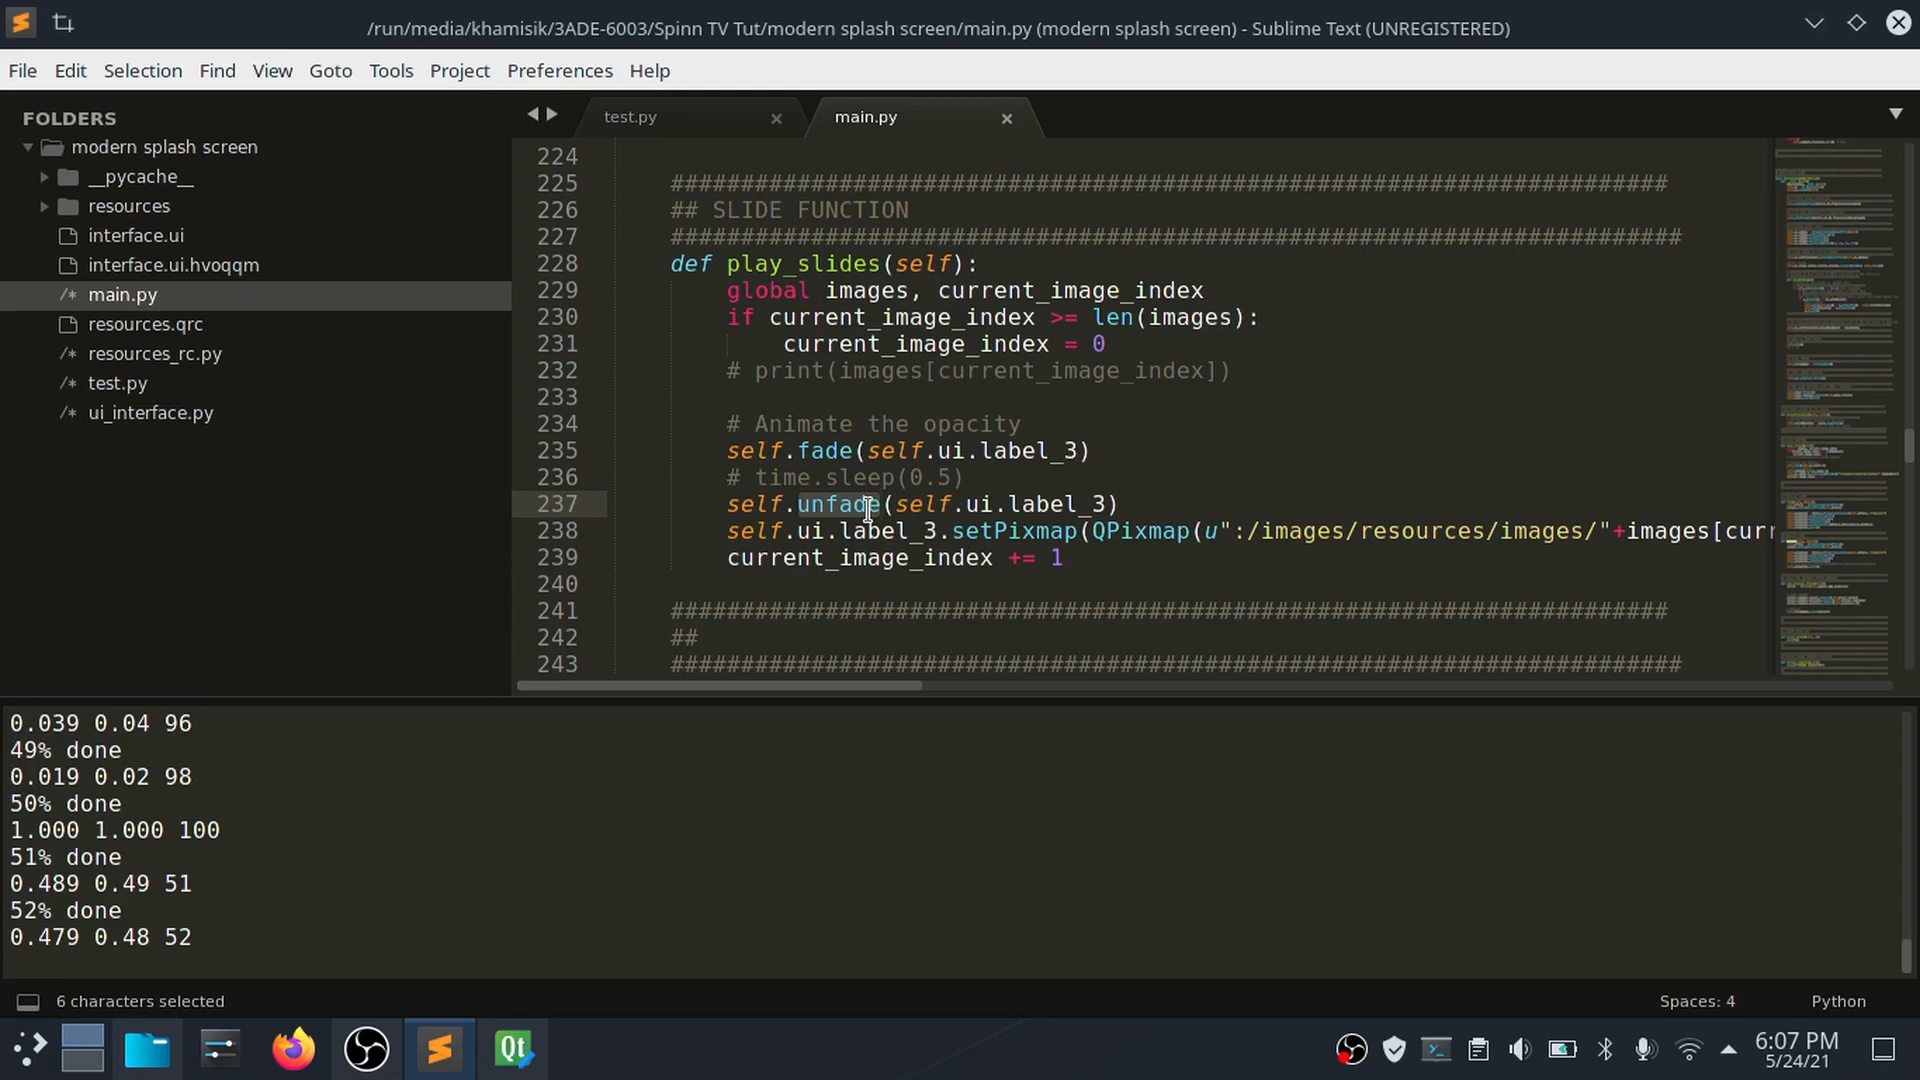 /run/media/khamisik/3ADE-6003/Spinn TV Tut/modern splash screen/main.py (modern splash screen) - Sublime Text (UNREGISTERED)
File Edit Selection Find View Goto Tools Project Preferences Help
FOLDERS
modern splash screen
__pycache__
resources
interface.ui
interface.ui.hvoqqm
/* main.py
resources.qrc
/* resources_rc.py
/* test.py
/* ui_interface.py
test.py main.py
224
225 #######################################################################
226 ## SLIDE FUNCTION
227 ########################################################################
228 def play_slides(self):
229 global images, current_image_index
230 if current_image_index >= len(images):
231 current_image_index = 0
232 # print(images[current_image_index])
233
234 # Animate the opacity
235 self.fade(self.ui.label_3)
236 # time.sleep(0.5)
237 self.unfade(self.ui.label_3)
238 self.ui.label_3.setPixmap(QPixmap(u":/images/resources/images/"+images[curr
239 current_image_index += 1
240
241 #######################################################################
242 ##
243 ########################################################################
0.039 0.04 96
49% done
0.019 0.02 98
50% done
1.000 1.000 100
51% done
0.489 0.49 51
52% done
0.479 0.48 52
6 characters selected
Spaces: 4
Python
Qt
6:07 PM
5/24/21